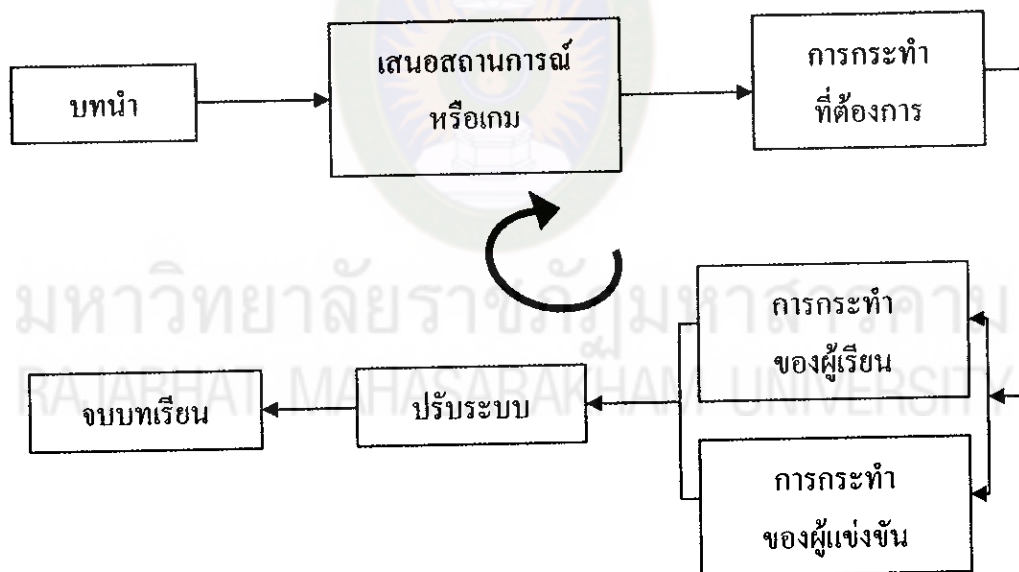 บทนำ
เสนอสถานการณ์
หรือเกม
การกระทำ
ที่ต้องการ
มหาวิทยาลัยราชภัฏมหาสารคาม
RAJABHAT MAHASARAKHAM UNIVERSITY
การกระทำ
ของผู้เรียน
การกระทำ
ของผู้แข่งขัน
ปรับระบบ
จบบทเรียน